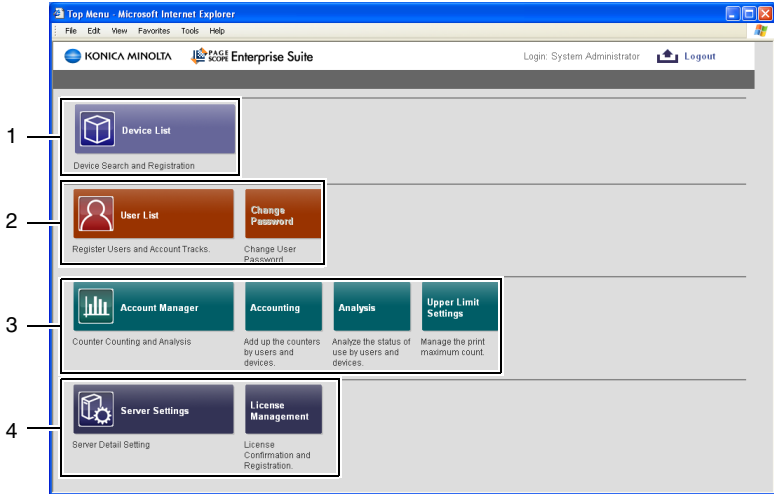 Top Menu - Microsoft Internet Explorer
File Edit View Favorites Tools Help
KONICA MINOLTA PAGE SCOPE Enterprise Suite Login: System Administrator Logout
1
Device List
Device Search and Registration
2
User List
Change
Password
Register Users and Account Tracks.
Change User
Password.
3
Account Manager
Accounting
Analysis
Upper Limit
Settings
Counter Counting and Analysis
Add up the counters
by users and
devices.
Analyze the status of
use by users and
devices.
Manage the print
maximum count.
4
Server Settings
License
Management
Server Detail Setting
License
Confirmation and
Registration.